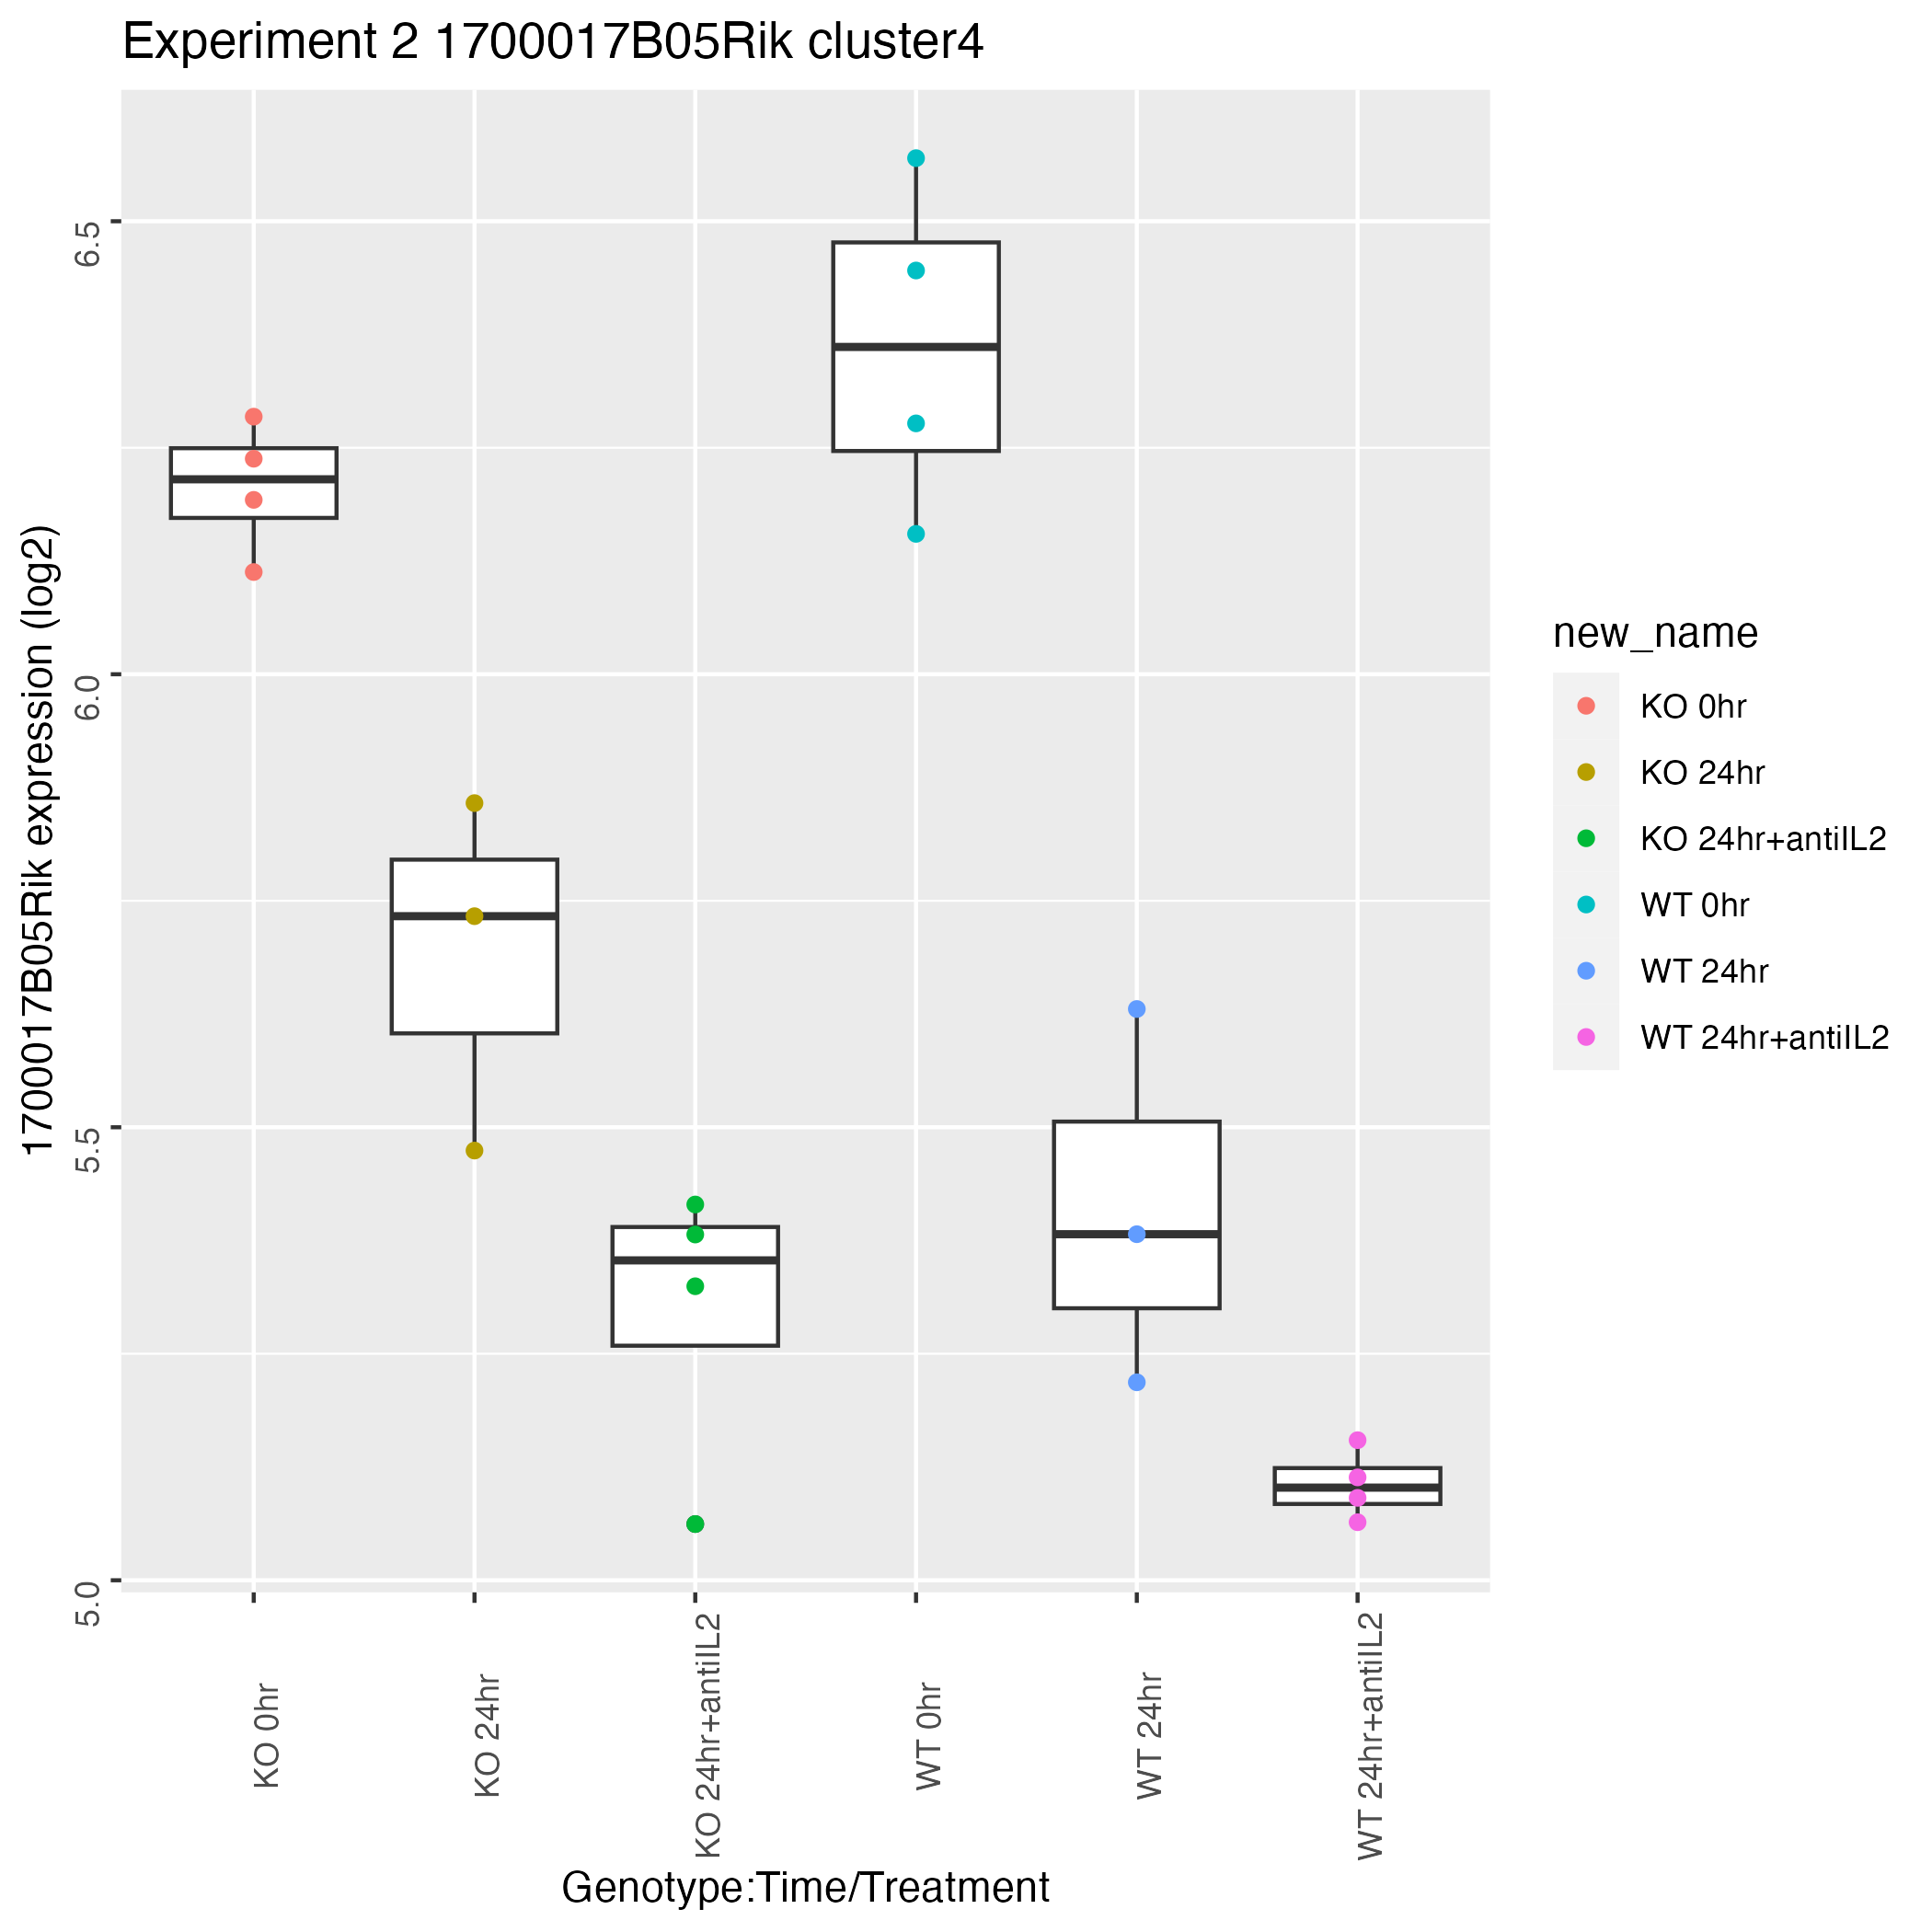 Experiment 2 1700017B05Rik cluster4
1700017B05Rik expression (log2)
6.5
6.0
5.5
5.0
KO 0hr
KO 24hr
KO 24hr+antiIL2
WT 0hr
WT 24hr
WT 24hr+antiIL2
Genotype:Time/Treatment
new_name
KO 0hr
KO 24hr
KO 24hr+antiIL2
WT 0hr
WT 24hr
WT 24hr+antiIL2